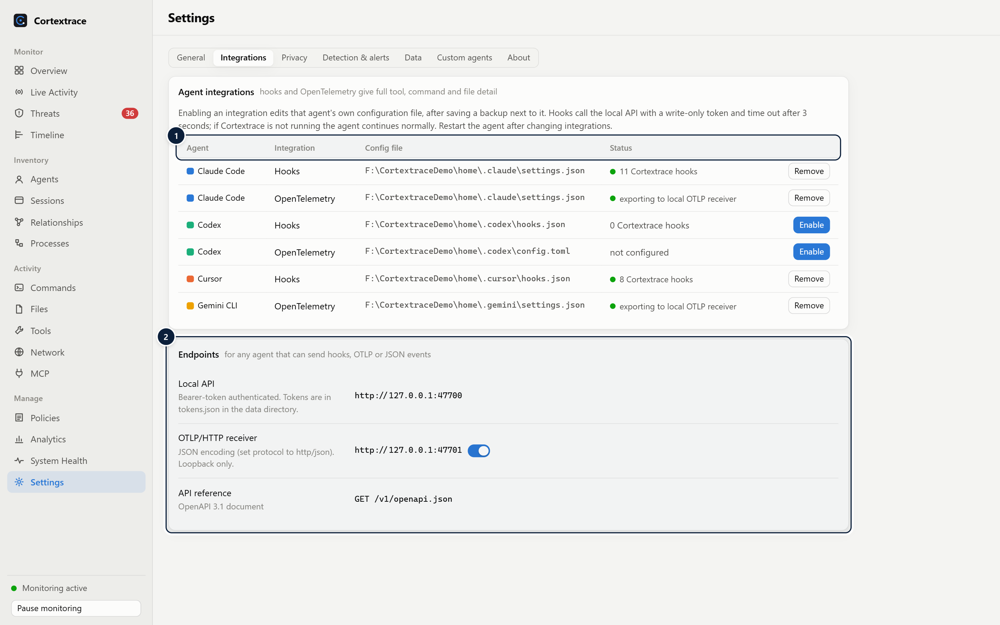 Cortextrace
Monitor
Overview
Live Activity
Threats 36
Timeline
Inventory
Agents
Sessions
Relationships
Processes
Activity
Commands
Files
Tools
Network
MCP
Manage
Policies
Analytics
System Health
Settings
Monitoring active
Pause monitoring
Settings
General Integrations Privacy Detection & alerts Data Custom agents About
Agent integrations hooks and OpenTelemetry give full tool, command and file detail
Enabling an integration edits that agent's own configuration file, after saving a backup next to it. Hooks call the local API with a write-only token and time out after 3
seconds; if Cortextrace is not running the agent continues normally. Restart the agent after changing integrations.
1
Agent Integration Config file Status
Claude Code Hooks F:\CortextraceDemo\home\.claude\settings.json 11 Cortextrace hooks Remove
Claude Code OpenTelemetry F:\CortextraceDemo\home\.claude\settings.json exporting to local OTLP receiver Remove
Codex Hooks F:\CortextraceDemo\home\.codex\hooks.json 0 Cortextrace hooks Enable
Codex OpenTelemetry F:\CortextraceDemo\home\.codex\config.toml not configured Enable
Cursor Hooks F:\CortextraceDemo\home\.cursor\hooks.json 8 Cortextrace hooks Remove
Gemini CLI OpenTelemetry F:\CortextraceDemo\home\.gemini\settings.json exporting to local OTLP receiver Remove
2
Endpoints for any agent that can send hooks, OTLP or JSON events
Local API
Bearer-token authenticated. Tokens are in
tokens.json in the data directory.
http://127.0.0.1:47700
OTLP/HTTP receiver
JSON encoding (set protocol to http/json).
Loopback only.
http://127.0.0.1:47701
API reference
OpenAPI 3.1 document
GET /v1/openapi.json